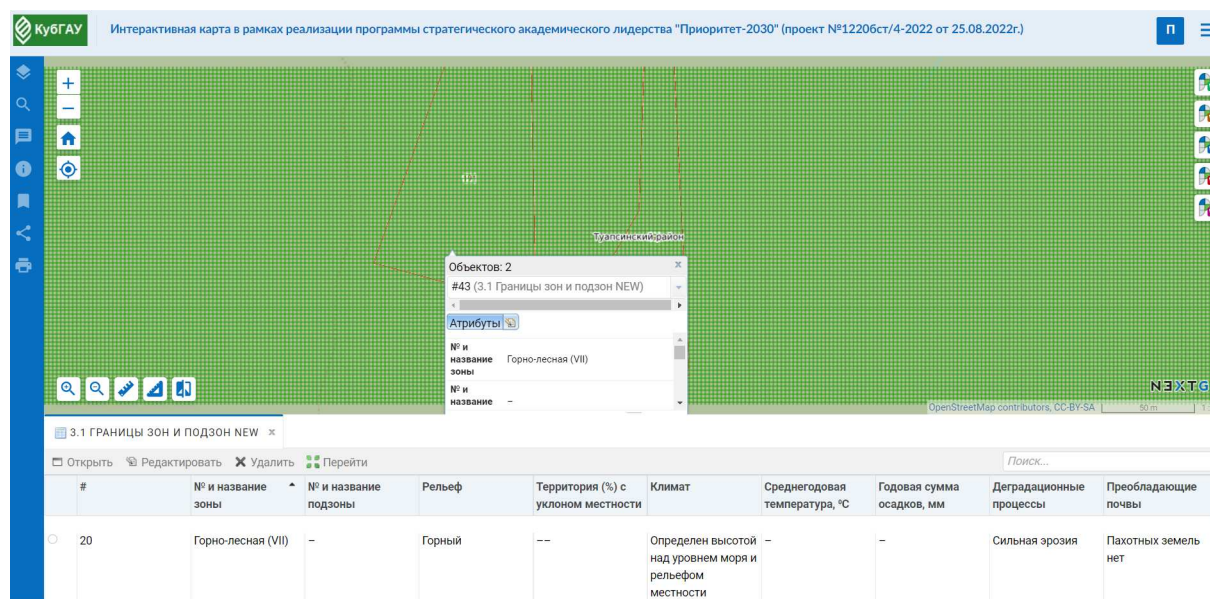 КубГАУ
Интерактивная карта в рамках реализации программы стратегического академического лидерства "Приоритет-2030" (проект №12206ст/4-2022 от 25.08.2022г.)
П
Туапсинский район
Объектов: 2
#43 (3.1 Границы зон и подзон NEW)
Атрибуты
№ и название зоны Горно-лесная (VII)
№ и название –
NEXTG
OpenStreetMap contributors, CC-BY-SA 50 m
3.1 ГРАНИЦЫ ЗОН И ПОДЗОН NEW
Открыть Редактировать Удалить Перейти Поиск...
# № и название зоны № и название подзоны Рельеф Территория (%) с уклоном местности Климат Среднегодовая температура, ºС Годовая сумма осадков, мм Деградационные процессы Преобладающие почвы
20 Горно-лесная (VII) – Горный –– Определен высотой над уровнем моря и рельефом местности – – Сильная эрозия Пахотных земель нет